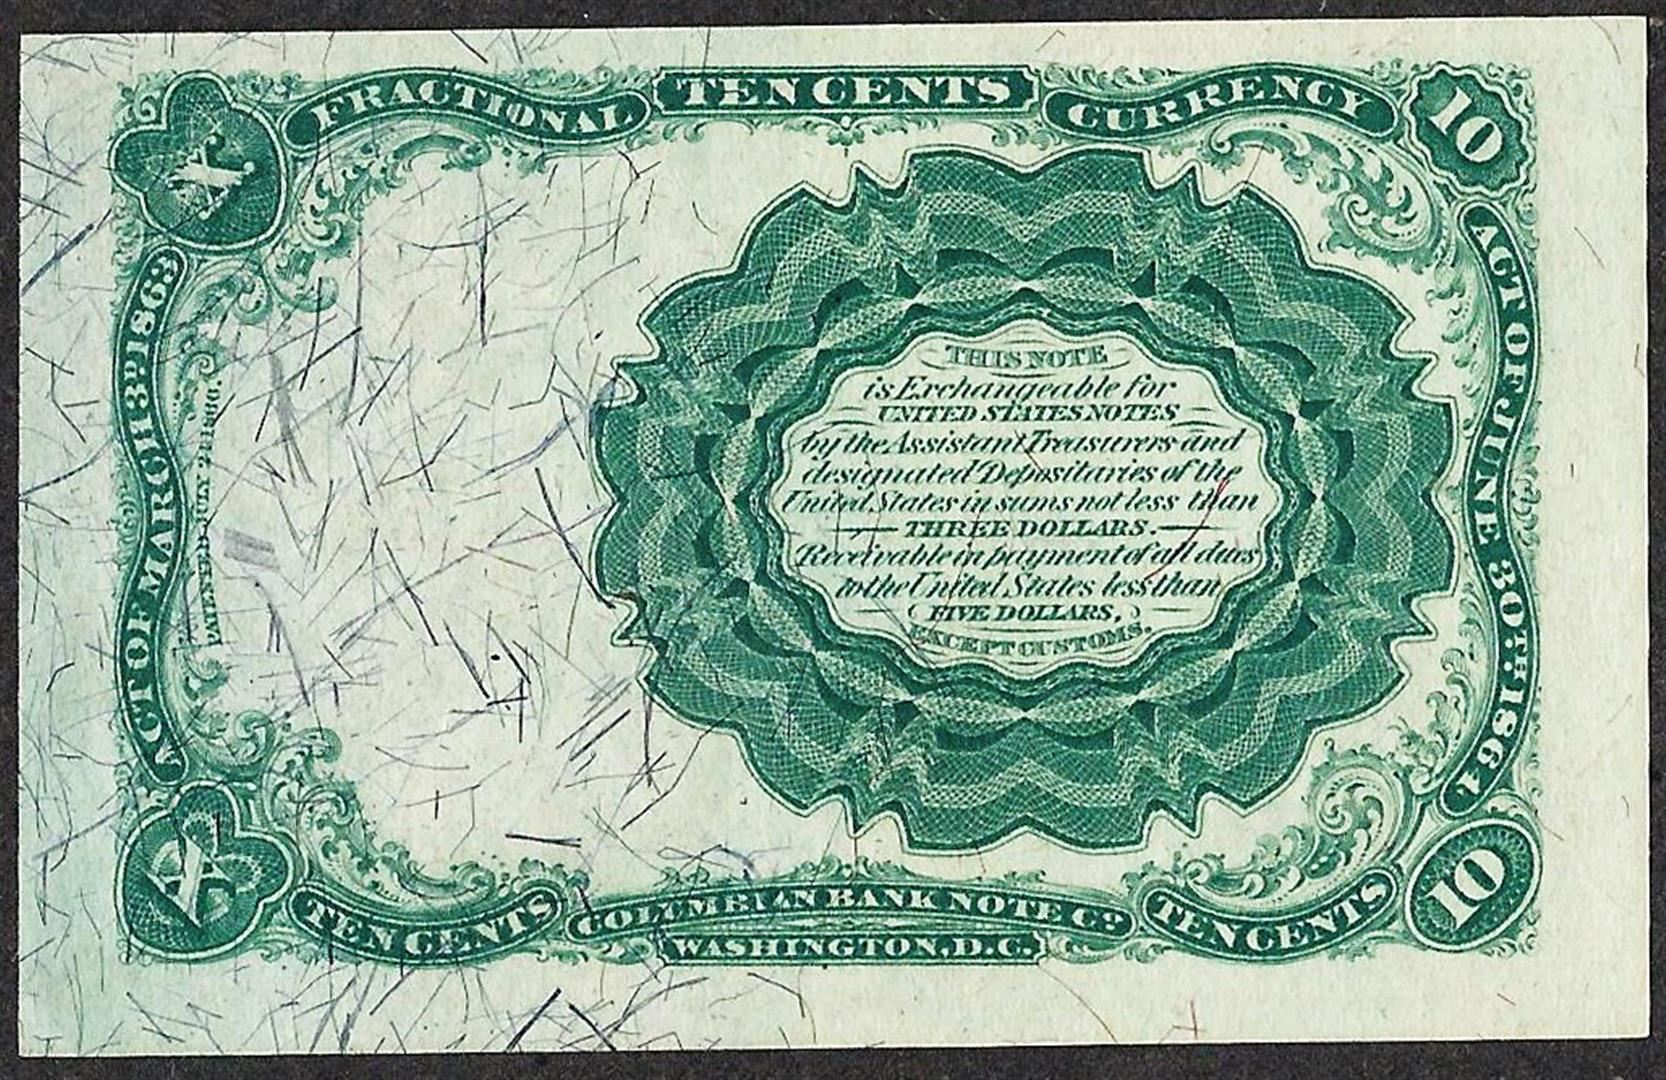 FRACTIONAL
TEN CENTS
CURRENCY
X
10
ACT OF MARCH 3D 1863
ACT OF JUNE 30TH 1864
THIS NOTE
is Exchangeable for
UNITED STATES NOTES
by the Assistant Treasurers and
designated Depositaries of the
United States in sums not less than
THREE DOLLARS.
Receivable in payment of all dues
to the United States less than
FIVE DOLLARS,
EXCEPT CUSTOMS.
X
TEN CENTS
COLUMBIAN BANK NOTE CO.
WASHINGTON, D.C.
TEN CENTS
10